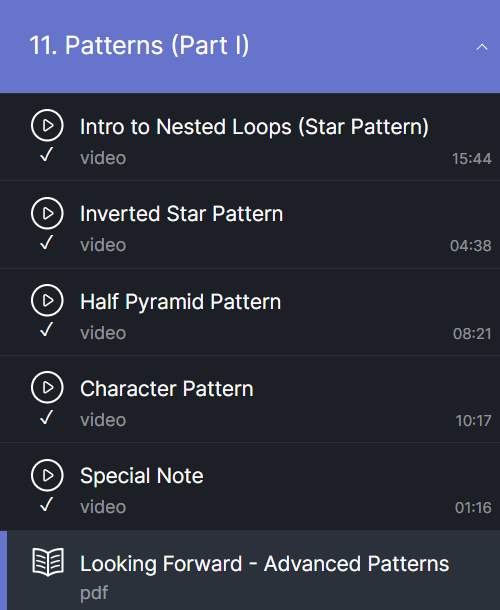 11. Patterns (Part I)
Intro to Nested Loops (Star Pattern)
video 15:44
Inverted Star Pattern
video 04:38
Half Pyramid Pattern
video 08:21
Character Pattern
video 10:17
Special Note
video 01:16
Looking Forward - Advanced Patterns
pdf